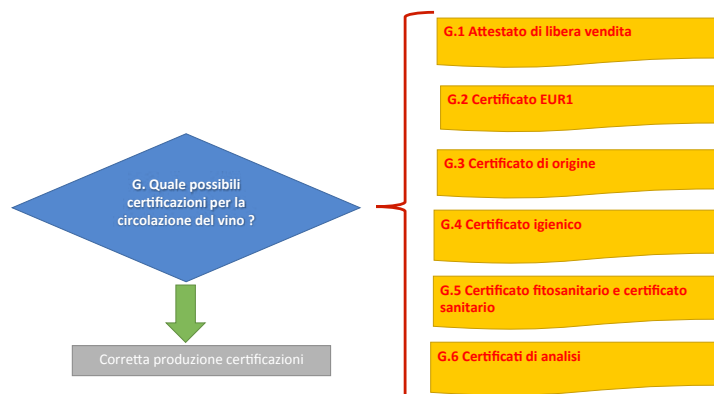 G. Quale possibili
certificazioni per la
circolazione del vino ?
Corretta produzione certificazioni
G.1 Attestato di libera vendita
G.2 Certificato EUR1
G.3 Certificato di origine
G.4 Certificato igienico
G.5 Certificato fitosanitario e certificato
sanitario
G.6 Certificati di analisi